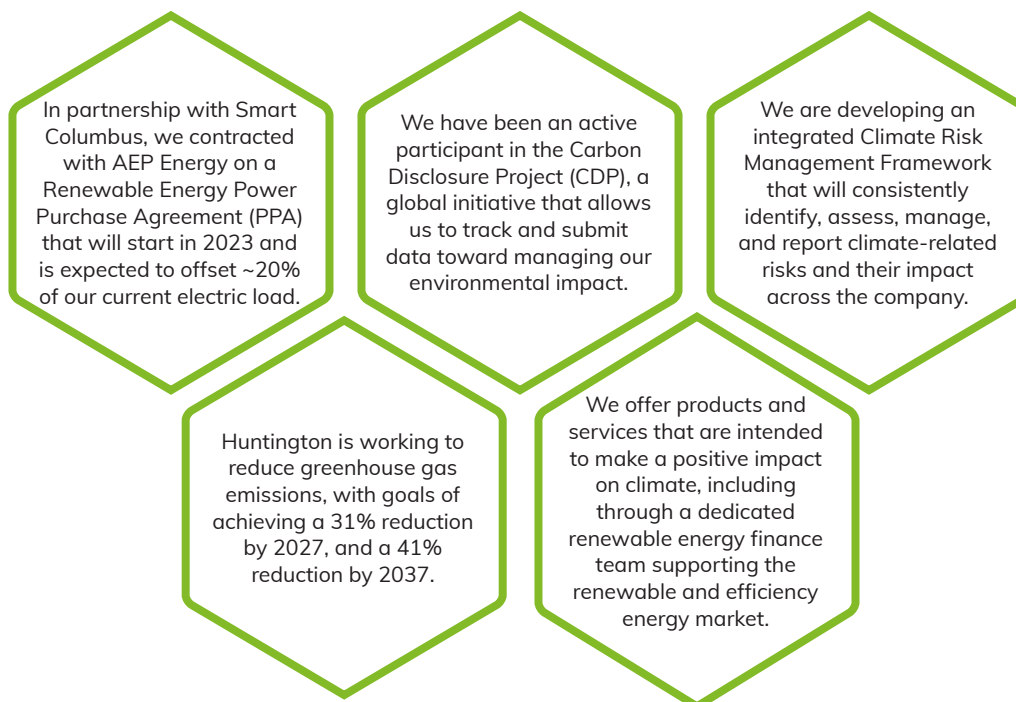 In partnership with Smart
Columbus, we contracted
with AEP Energy on a
Renewable Energy Power
Purchase Agreement (PPA)
that will start in 2023 and
is expected to offset ~20%
of our current electric load.
We have been an active
participant in the Carbon
Disclosure Project (CDP), a
global initiative that allows
us to track and submit
data toward managing our
environmental impact.
We are developing an
integrated Climate Risk
Management Framework
that will consistently
identify, assess, manage,
and report climate-related
risks and their impact
across the company.
Huntington is working to
reduce greenhouse gas
emissions, with goals of
achieving a 31% reduction
by 2027, and a 41%
reduction by 2037.
We offer products and
services that are intended
to make a positive impact
on climate, including
through a dedicated
renewable energy finance
team supporting the
renewable and efficiency
energy market.